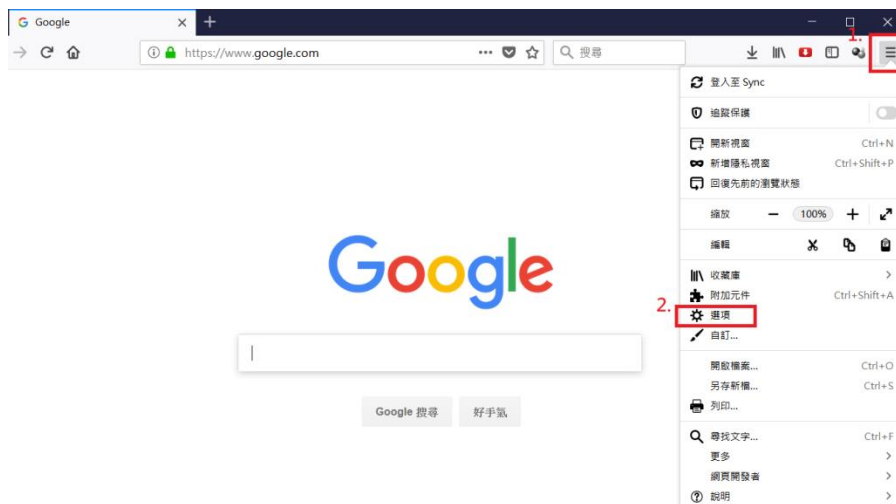 Google
https://www.google.com
搜尋
1.
登入至 Sync
追蹤保護
開新視窗 Ctrl+N
新增隱私視窗 Ctrl+Shift+P
回復先前的瀏覽狀態
縮放 − 100% +
編輯
收藏庫
附加元件 Ctrl+Shift+A
2. 選項
自訂...
開啟檔案... Ctrl+O
另存新檔... Ctrl+S
列印...
尋找文字... Ctrl+F
更多
網頁開發者
說明
Google
Google 搜尋 好手氣